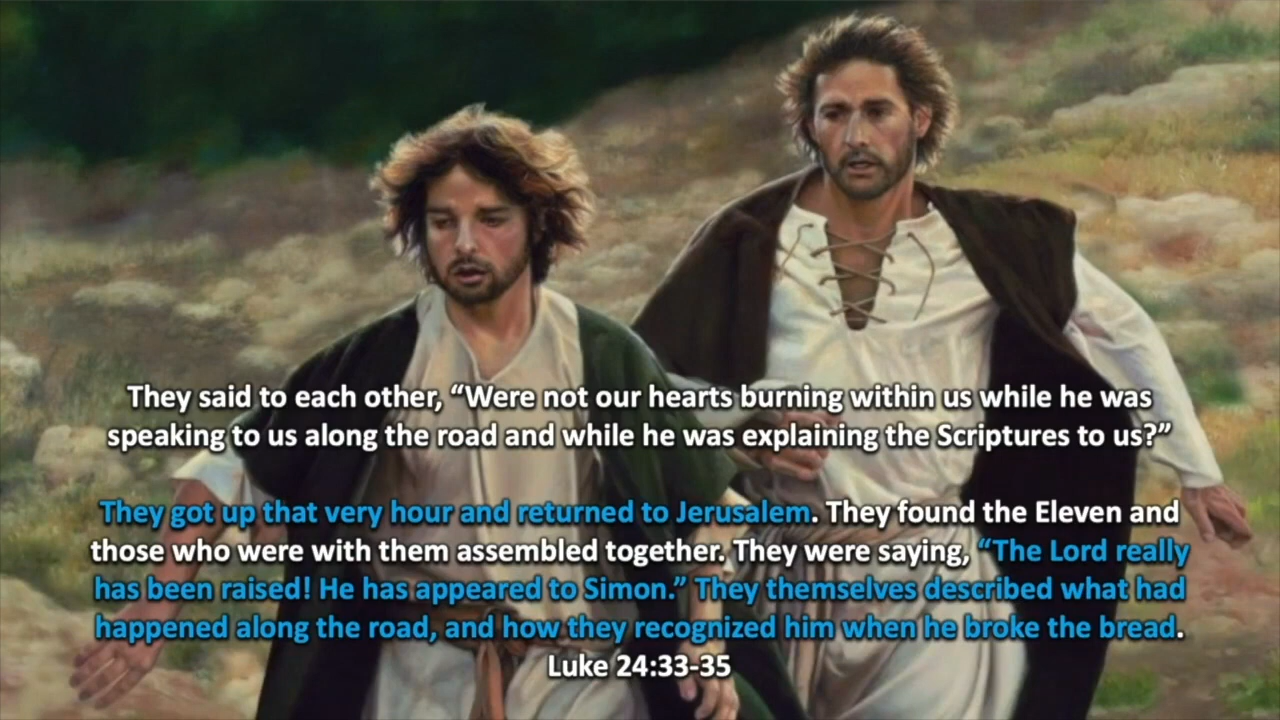 They said to each other, “Were not our hearts burning within us while he was
speaking to us along the road and while he was explaining the Scriptures to us?”
They got up that very hour and returned to Jerusalem. They found the Eleven and
those who were with them assembled together. They were saying, “The Lord really
has been raised! He has appeared to Simon.” They themselves described what had
happened along the road, and how they recognized him when he broke the bread.
Luke 24:33-35